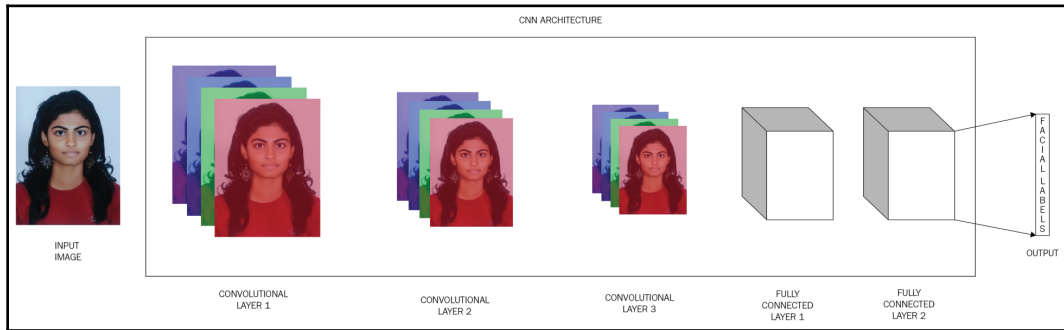 CNN ARCHITECTURE
INPUT
IMAGE
CONVOLUTIONAL
LAYER 1
CONVOLUTIONAL
LAYER 2
CONVOLUTIONAL
LAYER 3
FULLY
CONNECTED
LAYER 1
FULLY
CONNECTED
LAYER 2
FACIAL LABELS
OUTPUT